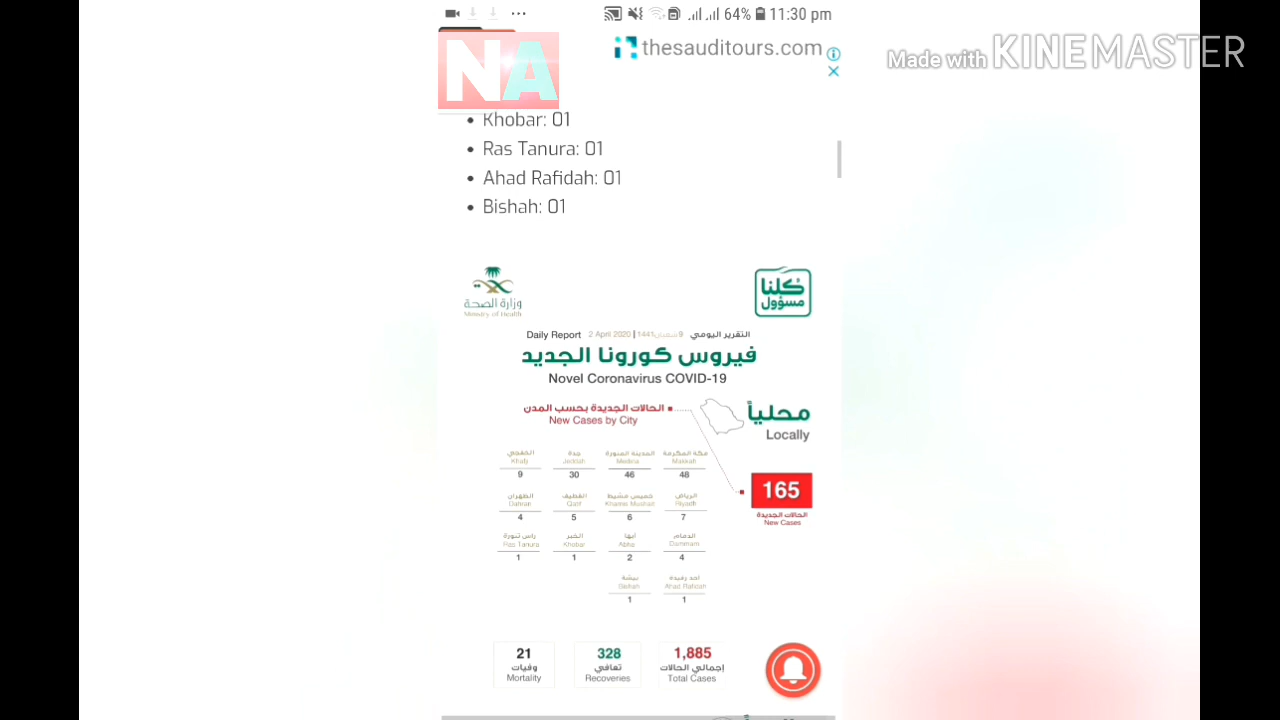 64% 11:30 pm
Made with KINEMASTER
NA
thesauditours.com
Khobar: 01
Ras Tanura: 01
Ahad Rafidah: 01
Bishah: 01
وزارة الصحة
Ministry of Health
كلنا
مسؤول
Daily Report 2 April 2020 | 9 شعبان 1441 التقرير اليومي
فيروس كورونا الجديد
Novel Coronavirus COVID-19
الحالات الجديدة بحسب المدن
New Cases by City
محلياً
Locally
مكة المكرمة المدينة المنورة جدة الخفجي
Makkah Medina Jeddah Khafji
48 46 30 9
الرياض خميس مشيط القطيف الظهران
Riyadh Khamis Mushait Qatif Dahran
7 6 5 4
الدمام أبها الخبر راس تنورة
Dammam Abha Khobar Ras Tanura
4 2 1 1
احد رفيده بيشة
Ahad Rafidah Bishah
1 1
165
الحالات الجديدة
New Cases
21 328 1,885
وفيات تعافي إجمالي الحالات
Mortality Recoveries Total Cases